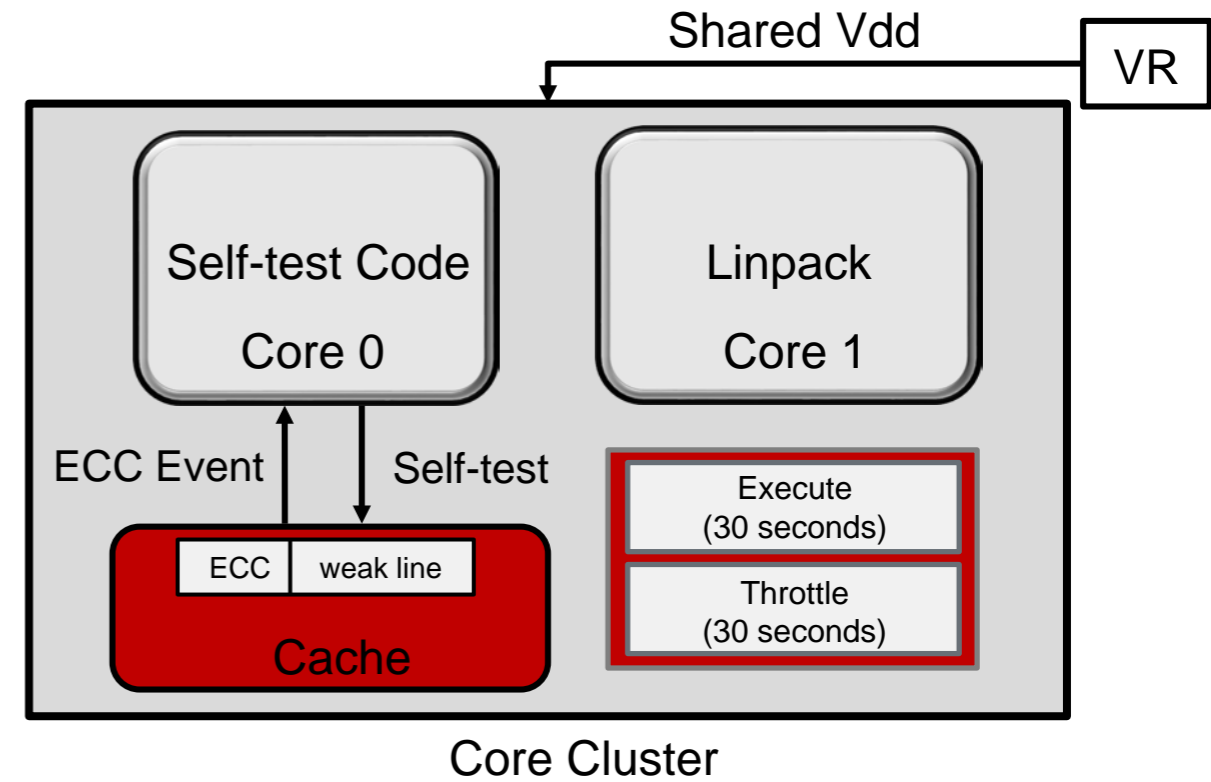 Shared Vdd
VR
Self-test Code
Core 0
Linpack
Core 1
ECC Event
Self-test
ECC
weak line
Cache
Execute
(30 seconds)
Throttle
(30 seconds)
Core Cluster